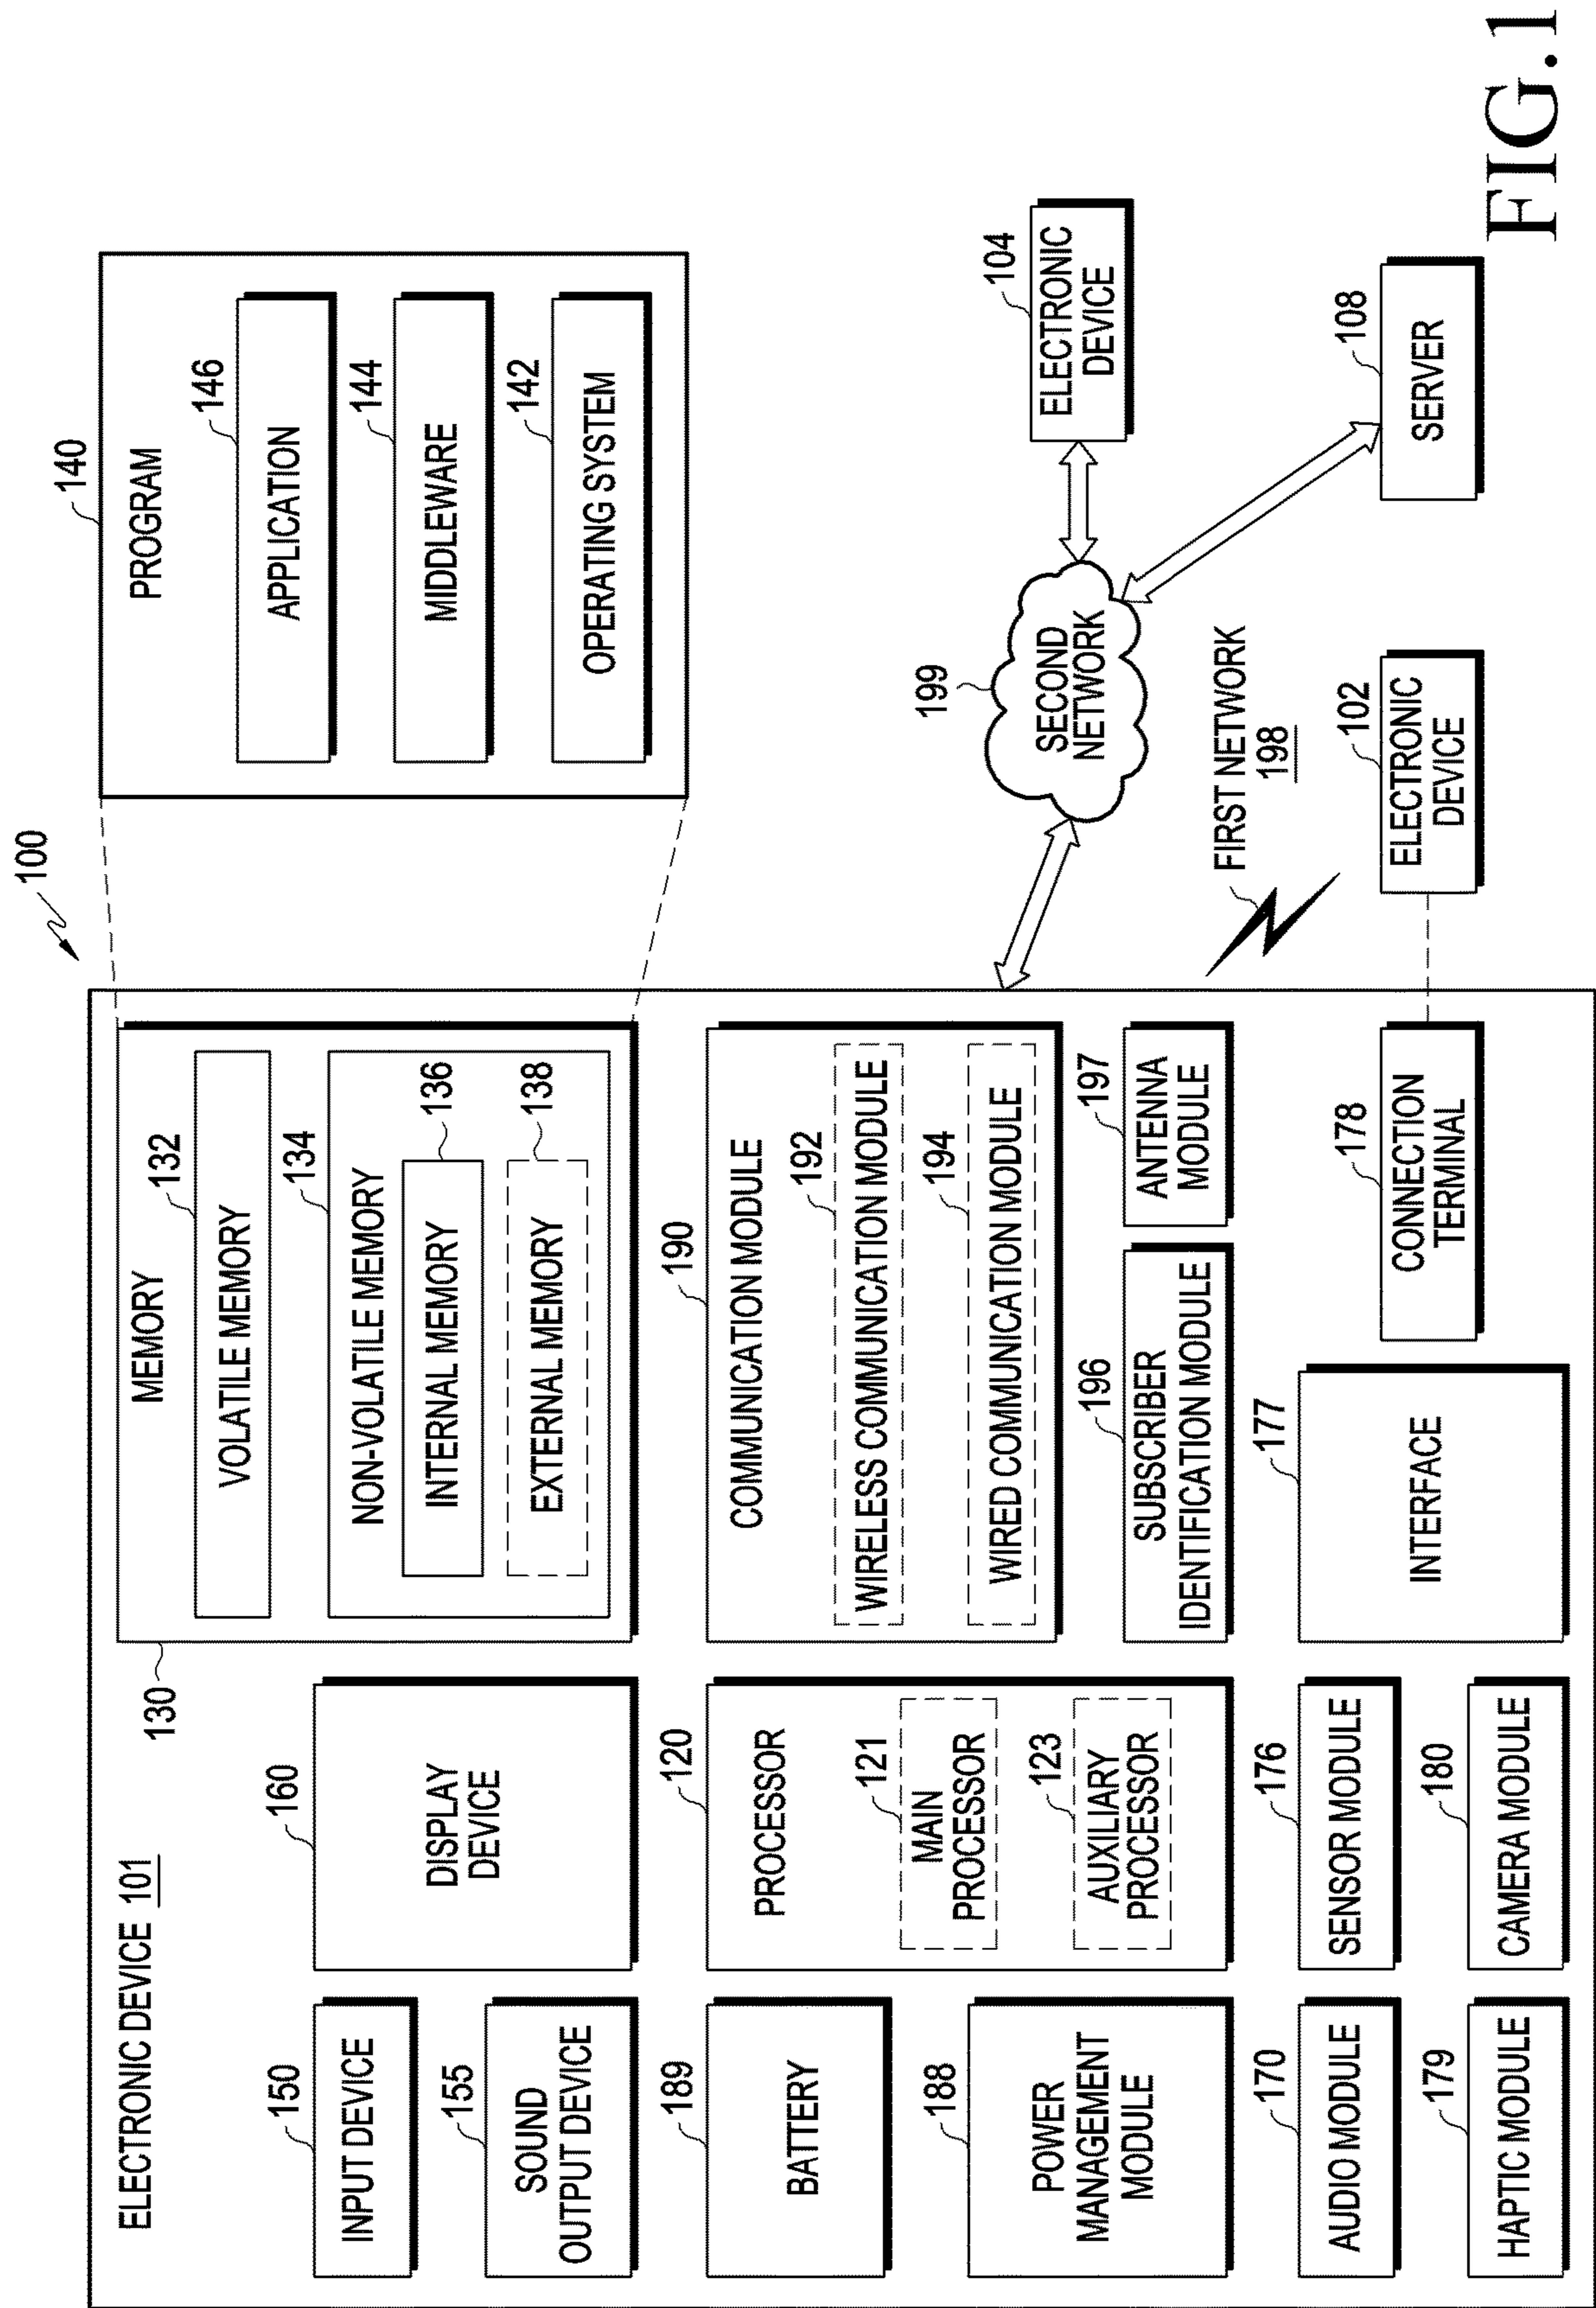 100
ELECTRONIC DEVICE 101
150
INPUT DEVICE
155
SOUND
OUTPUT DEVICE
160
DISPLAY
DEVICE
130
MEMORY
132
VOLATILE MEMORY
134
NON-VOLATILE MEMORY
136
INTERNAL MEMORY
138
EXTERNAL MEMORY
140
PROGRAM
146
APPLICATION
144
MIDDLEWARE
142
OPERATING SYSTEM
189
BATTERY
188
POWER
MANAGEMENT
MODULE
120
PROCESSOR
121
MAIN
PROCESSOR
123
AUXILIARY
PROCESSOR
190
COMMUNICATION MODULE
192
WIRELESS COMMUNICATION MODULE
194
WIRED COMMUNICATION MODULE
196
SUBSCRIBER
IDENTIFICATION MODULE
197
ANTENNA
MODULE
170
AUDIO MODULE
176
SENSOR MODULE
177
INTERFACE
178
CONNECTION
TERMINAL
179
HAPTIC MODULE
180
CAMERA MODULE
199
SECOND
NETWORK
104
ELECTRONIC
DEVICE
FIRST NETWORK
198
102
ELECTRONIC
DEVICE
108
SERVER
FIG.1